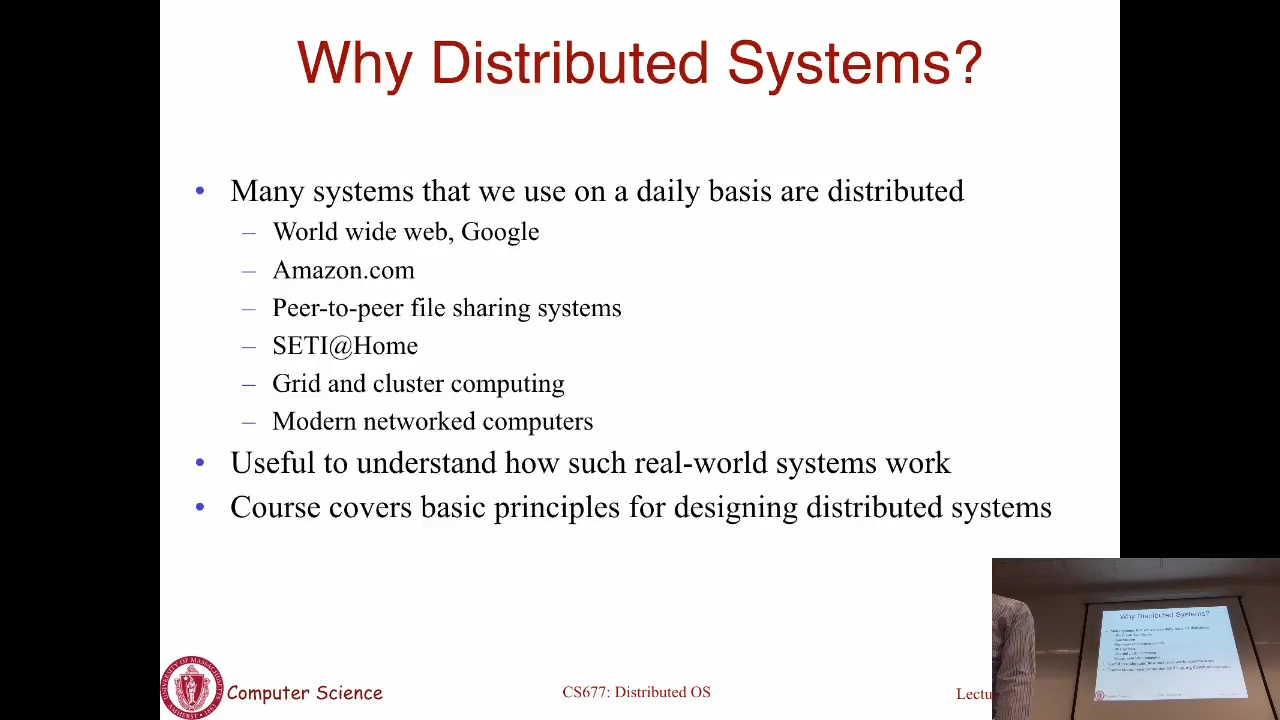 Why Distributed Systems?
• Many systems that we use on a daily basis are distributed
– World wide web, Google
– Amazon.com
– Peer-to-peer file sharing systems
– SETI@Home
– Grid and cluster computing
– Modern networked computers
• Useful to understand how such real-world systems work
• Course covers basic principles for designing distributed systems
Computer Science
CS677: Distributed OS
Lectu
Why Distributed Systems?